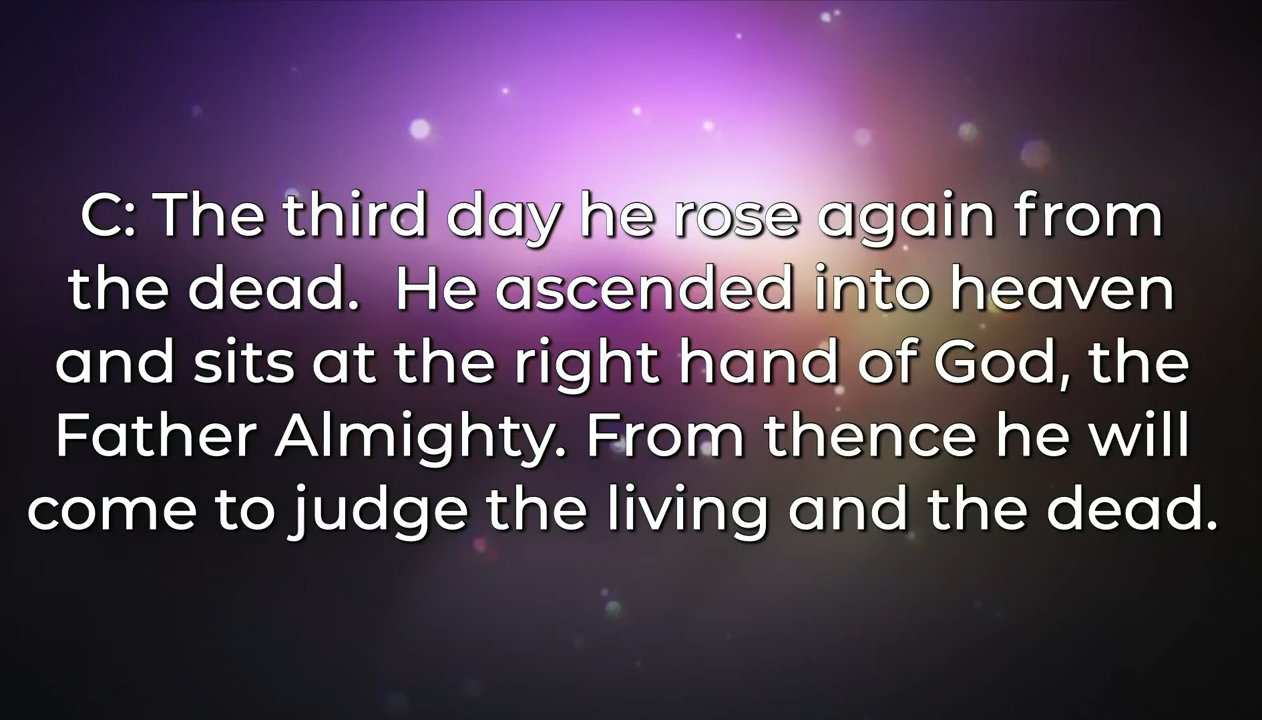 C: The third day he rose again from
the dead.  He ascended into heaven
and sits at the right hand of God, the
Father Almighty. From thence he will
come to judge the living and the dead.